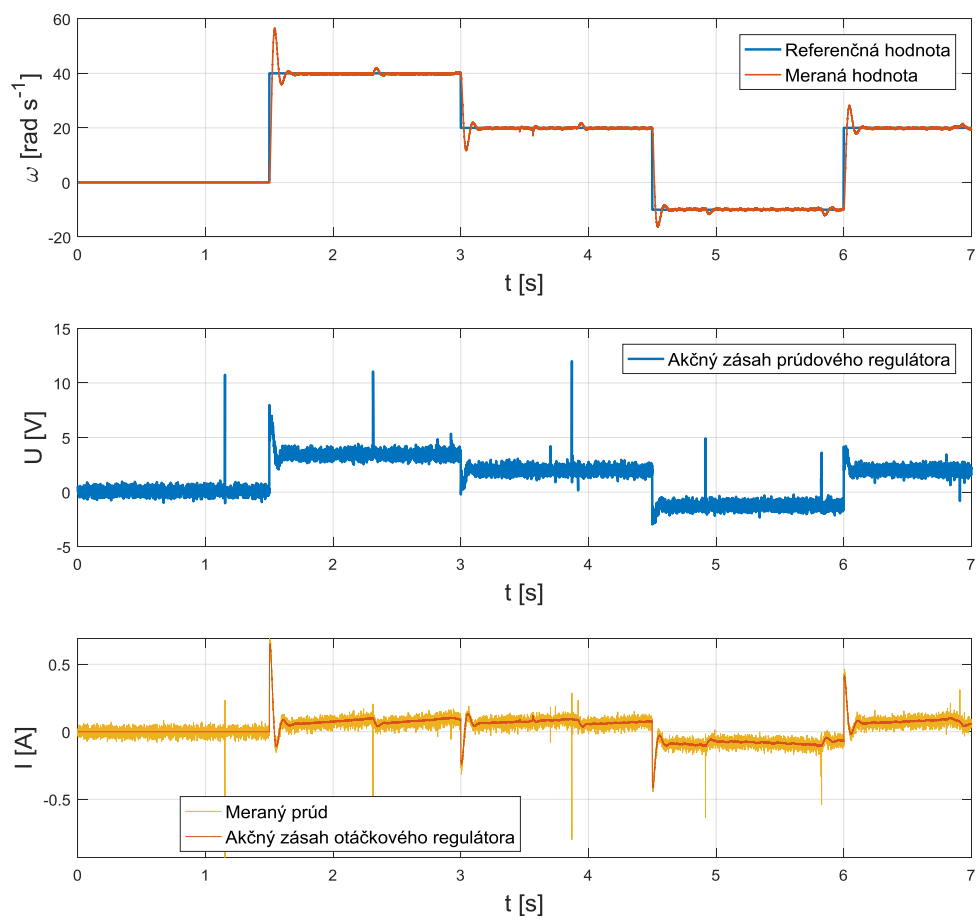 60
40
20
0
-20
ω [rad s-1]
Referenčná hodnota
Meraná hodnota
0 1 2 3 4 5 6 7
t [s]
15
10
5
0
-5
U [V]
Akčný zásah prúdového regulátora
0 1 2 3 4 5 6 7
t [s]
0.5
0
-0.5
I [A]
Meraný prúd
Akčný zásah otáčkového regulátora
0 1 2 3 4 5 6 7
t [s]